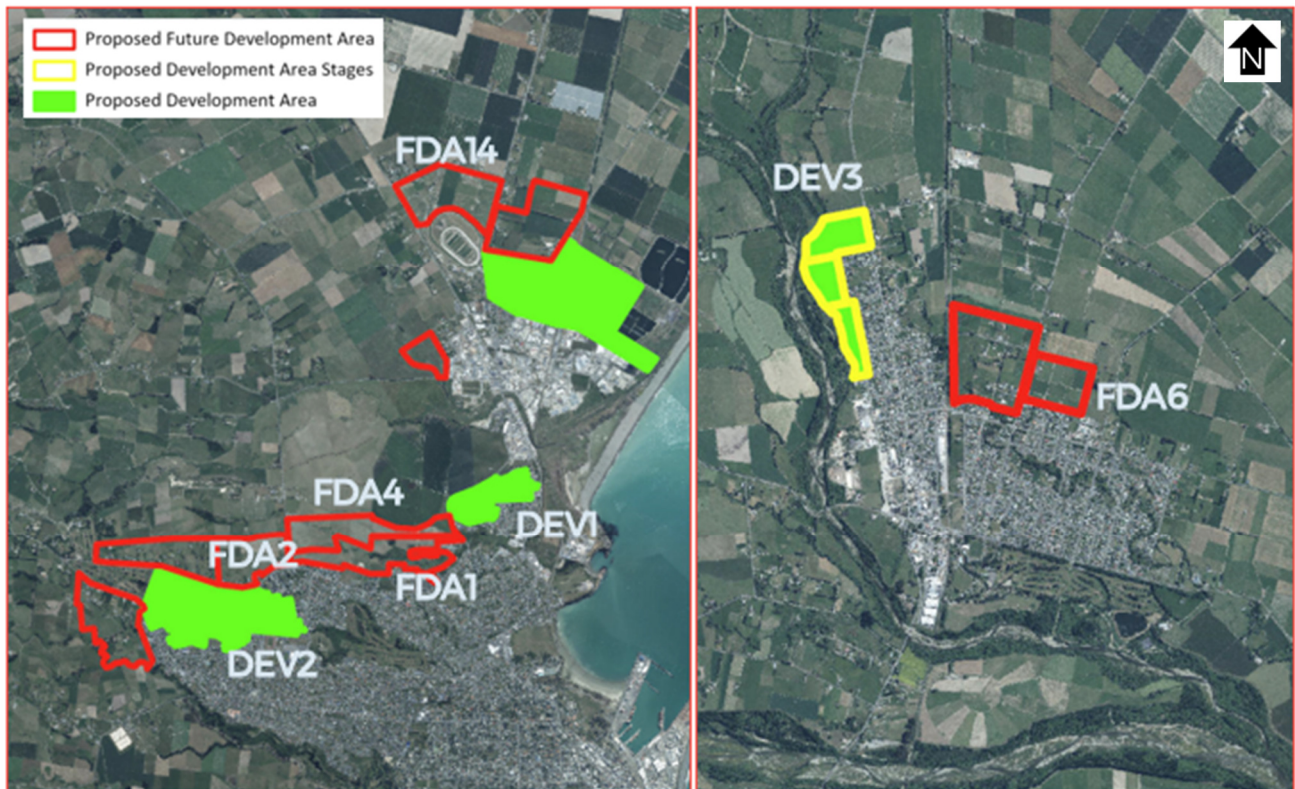 Proposed Future Development Area
Proposed Development Area Stages
Proposed Development Area
N
FDA14
DEV3
FDA6
FDA4
DEV1
FDA2
FDA1
DEV2